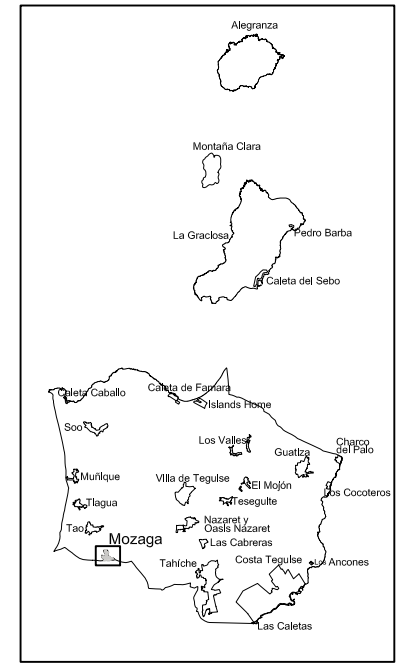 Alegranza
Montaña Clara
La Graciosa
Pedro Barba
Caleta del Sebo
Caleta Caballo
Caleta de Famara
Islands Home
Soo
Los Valles
Charco
del Palo
Guatiza
Muñique
Villa de Teguise
El Mojón
Los Cocoteros
Tiagua
Teseguite
Tao
Nazaret y
Oasis Nazaret
Mozaga
Las Cabreras
Tahíche
Costa Teguise
Los Ancones
Las Caletas